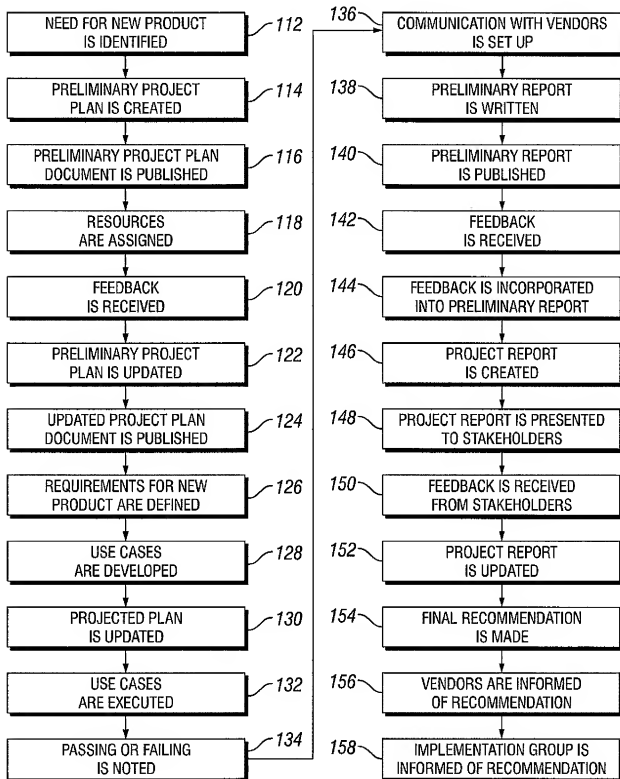 NEED FOR NEW PRODUCT
IS IDENTIFIED
112
PRELIMINARY PROJECT
PLAN IS CREATED
114
PRELIMINARY PROJECT PLAN
DOCUMENT IS PUBLISHED
116
RESOURCES
ARE ASSIGNED
118
FEEDBACK
IS RECEIVED
120
PRELIMINARY PROJECT
PLAN IS UPDATED
122
UPDATED PROJECT PLAN
DOCUMENT IS PUBLISHED
124
REQUIREMENTS FOR NEW
PRODUCT ARE DEFINED
126
USE CASES
ARE DEVELOPED
128
PROJECTED PLAN
IS UPDATED
130
USE CASES
ARE EXECUTED
132
PASSING OR FAILING
IS NOTED
134
136
COMMUNICATION WITH VENDORS
IS SET UP
138
PRELIMINARY REPORT
IS WRITTEN
140
PRELIMINARY REPORT
IS PUBLISHED
142
FEEDBACK
IS RECEIVED
144
FEEDBACK IS INCORPORATED
INTO PRELIMINARY REPORT
146
PROJECT REPORT
IS CREATED
148
PROJECT REPORT IS PRESENTED
TO STAKEHOLDERS
150
FEEDBACK IS RECEIVED
FROM STAKEHOLDERS
152
PROJECT REPORT
IS UPDATED
154
FINAL RECOMMENDATION
IS MADE
156
VENDORS ARE INFORMED
OF RECOMMENDATION
158
IMPLEMENTATION GROUP IS
INFORMED OF RECOMMENDATION